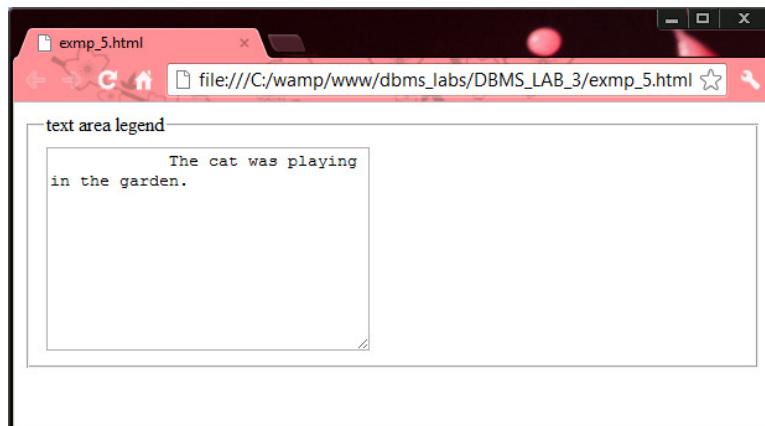 exmp_5.html
file:///C:/wamp/www/dbms_labs/DBMS_LAB_3/exmp_5.html
text area legend
The cat was playing
in the garden.